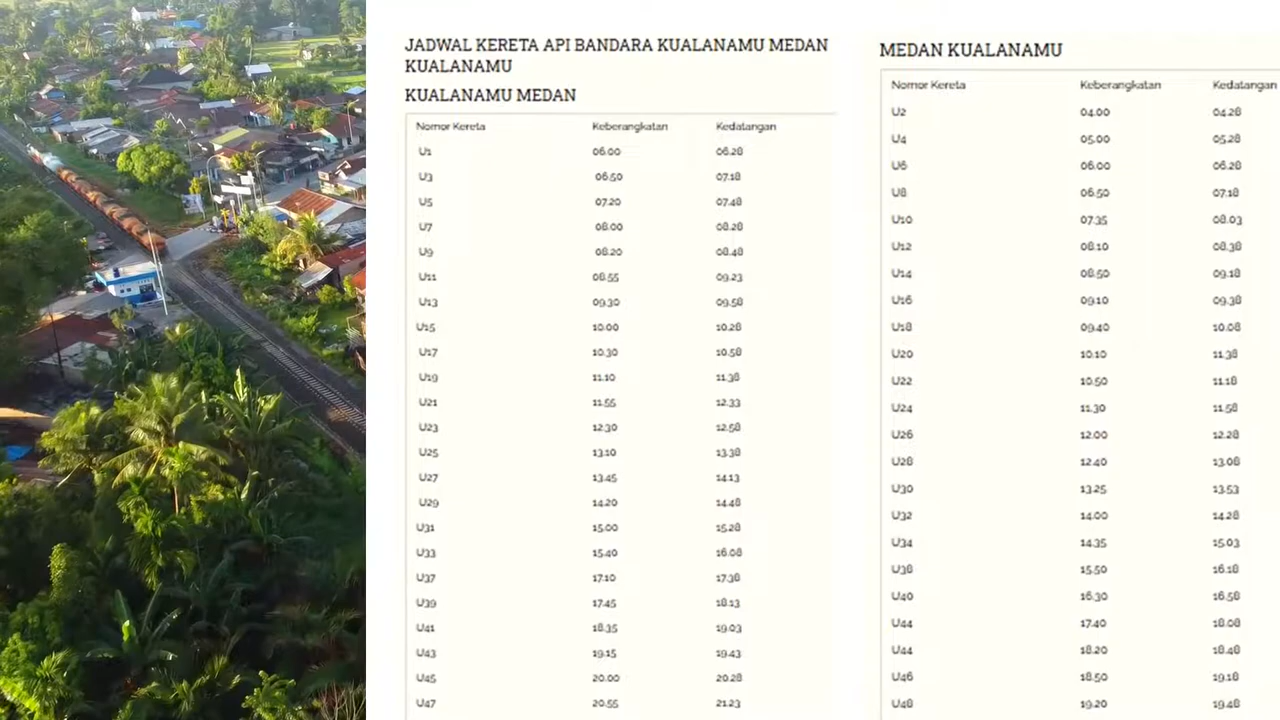 JADWAL KERETA API BANDARA KUALANAMU MEDAN
KUALANAMU
KUALANAMU MEDAN
Nomor Kereta Keberangkatan Kedatangan
U1 06.00 06.28
U3 06.50 07.18
U5 07.20 07.48
U7 08.00 08.28
U9 08.20 08.48
U11 08.55 09.23
U13 09.30 09.58
U15 10.00 10.28
U17 10.30 10.58
U19 11.10 11.38
U21 11.55 12.33
U23 12.30 12.58
U25 13.10 13.38
U27 13.45 14.13
U29 14.20 14.48
U31 15.00 15.28
U33 15.40 16.08
U37 17.10 17.38
U39 17.45 18.13
U41 18.35 19.03
U43 19.15 19.43
U45 20.00 20.28
U47 20.55 21.23
MEDAN KUALANAMU
Nomor Kereta Keberangkatan Kedatangan
U2 04.00 04.28
U4 05.00 05.28
U6 06.00 06.28
U8 06.50 07.18
U10 07.35 08.03
U12 08.10 08.38
U14 08.50 09.18
U16 09.10 09.38
U18 09.40 10.08
U20 10.10 11.38
U22 10.50 11.18
U24 11.30 11.58
U26 12.00 12.28
U28 12.40 13.08
U30 13.25 13.53
U32 14.00 14.28
U34 14.35 15.03
U38 15.50 16.18
U40 16.30 16.58
U44 17.40 18.08
U44 18.20 18.48
U46 18.50 19.18
U48 19.20 19.48